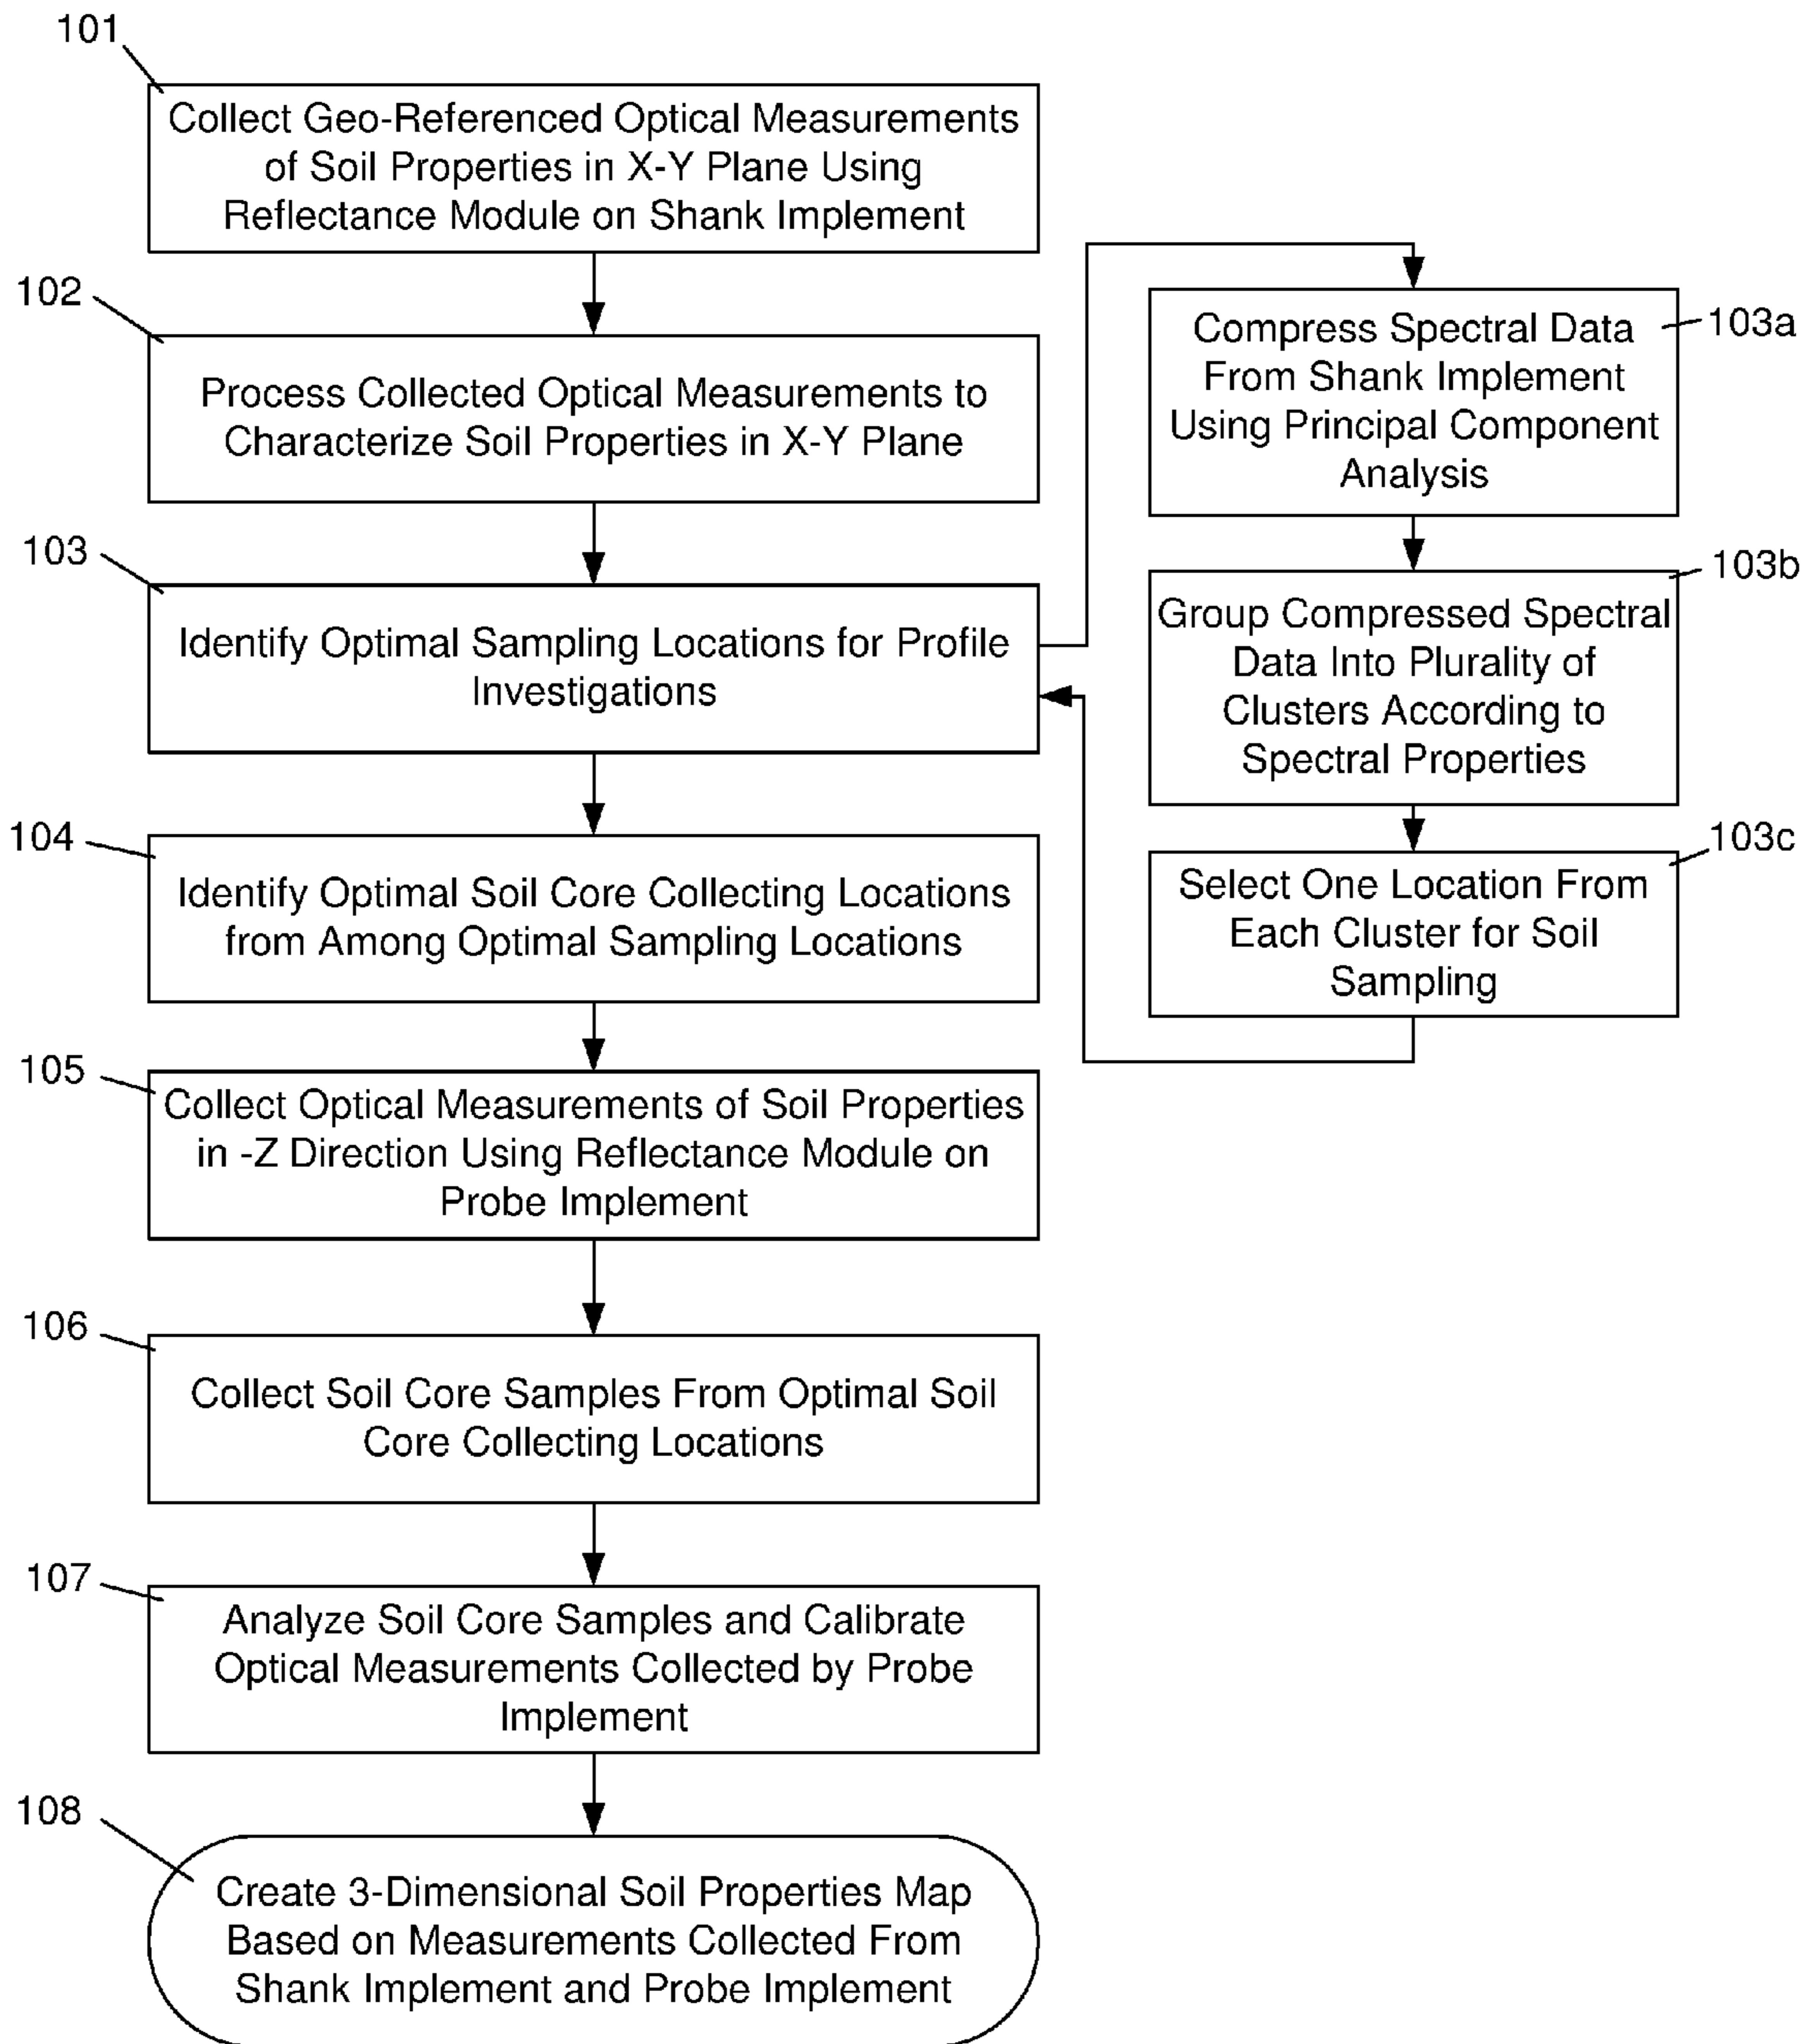 101
Collect Geo-Referenced Optical Measurements
of Soil Properties in X-Y Plane Using
Reflectance Module on Shank Implement
102
Process Collected Optical Measurements to
Characterize Soil Properties in X-Y Plane
103
Identify Optimal Sampling Locations for Profile
Investigations
103a
Compress Spectral Data
From Shank Implement
Using Principal Component
Analysis
103b
Group Compressed Spectral
Data Into Plurality of
Clusters According to
Spectral Properties
103c
Select One Location From
Each Cluster for Soil
Sampling
104
Identify Optimal Soil Core Collecting Locations
from Among Optimal Sampling Locations
105
Collect Optical Measurements of Soil Properties
in -Z Direction Using Reflectance Module on
Probe Implement
106
Collect Soil Core Samples From Optimal Soil
Core Collecting Locations
107
Analyze Soil Core Samples and Calibrate
Optical Measurements Collected by Probe
Implement
108
Create 3-Dimensional Soil Properties Map
Based on Measurements Collected From
Shank Implement and Probe Implement